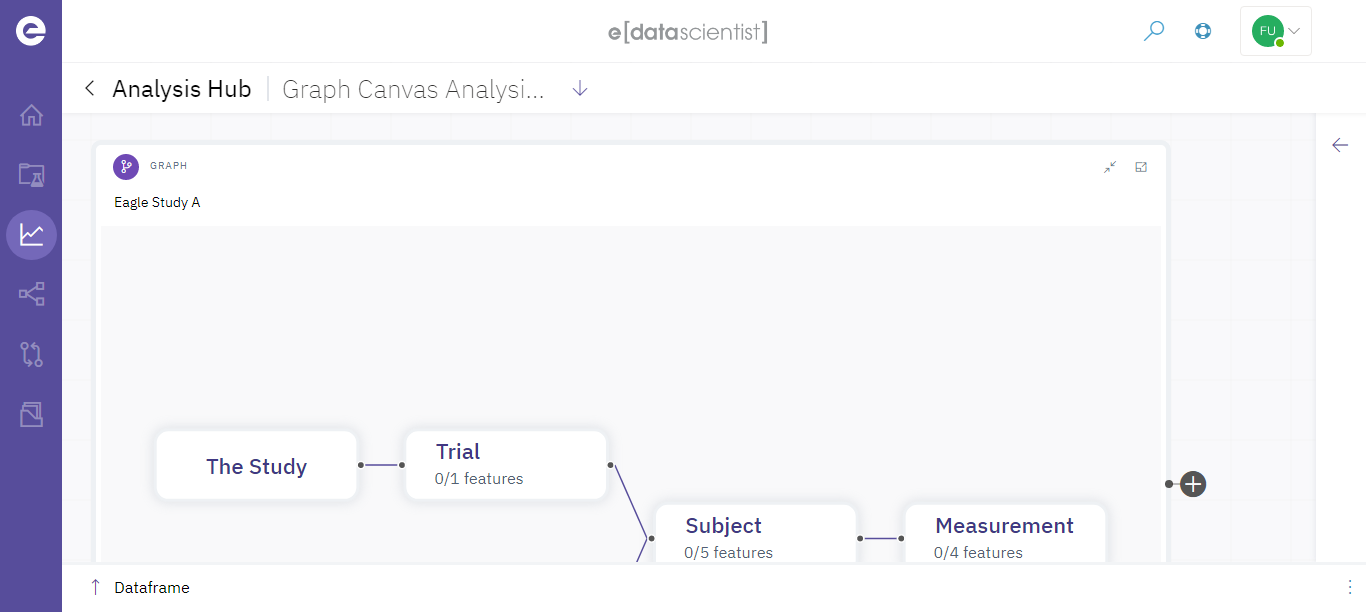 e[datascientist]
FU
Analysis Hub
Graph Canvas Analysi...
GRAPH
Eagle Study A
The Study
Trial
0/1 features
Subject
0/5 features
Measurement
0/4 features
Dataframe